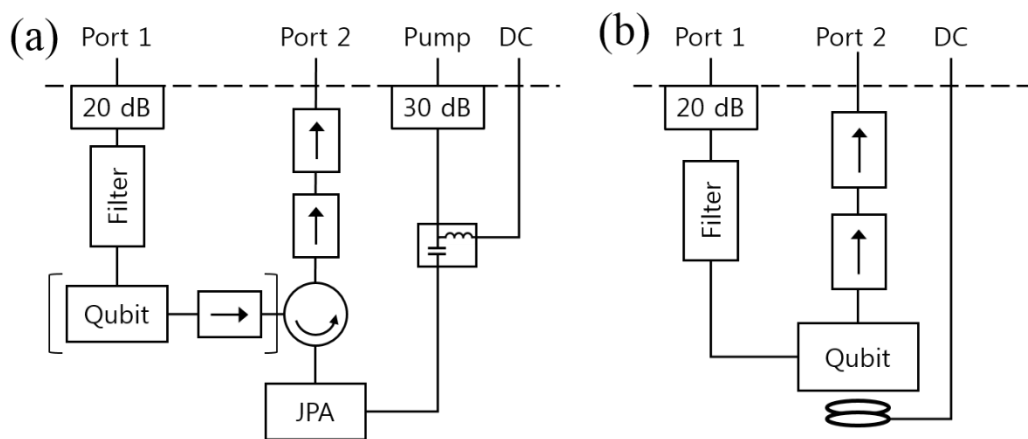 (a)
Port 1
Port 2
Pump
DC
20 dB
30 dB
Filter
Qubit
JPA
(b)
Port 1
Port 2
DC
20 dB
Filter
Qubit